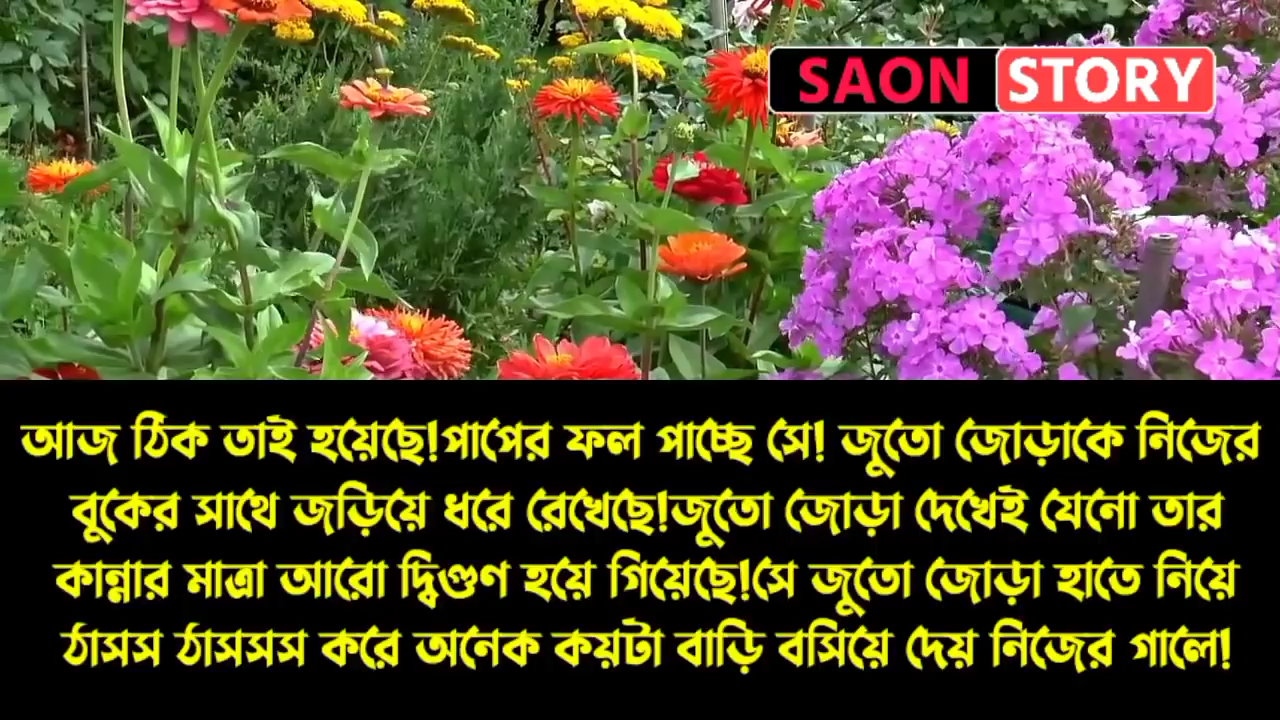 SAON STORY
আজ ঠিক তাই হয়েছে!পাপের ফল পাচ্ছে সে! জুতো জোড়াকে নিজের
বুকের সাথে জড়িয়ে ধরে রেখেছে!জুতো জোড়া দেখেই যেনো তার
কান্নার মাত্রা আরো দ্বিগুণ হয়ে গিয়েছে!সে জুতো জোড়া হাতে নিয়ে
ঠাসস ঠাসসস করে অনেক কয়টা বাড়ি বসিয়ে দেয় নিজের গালে!